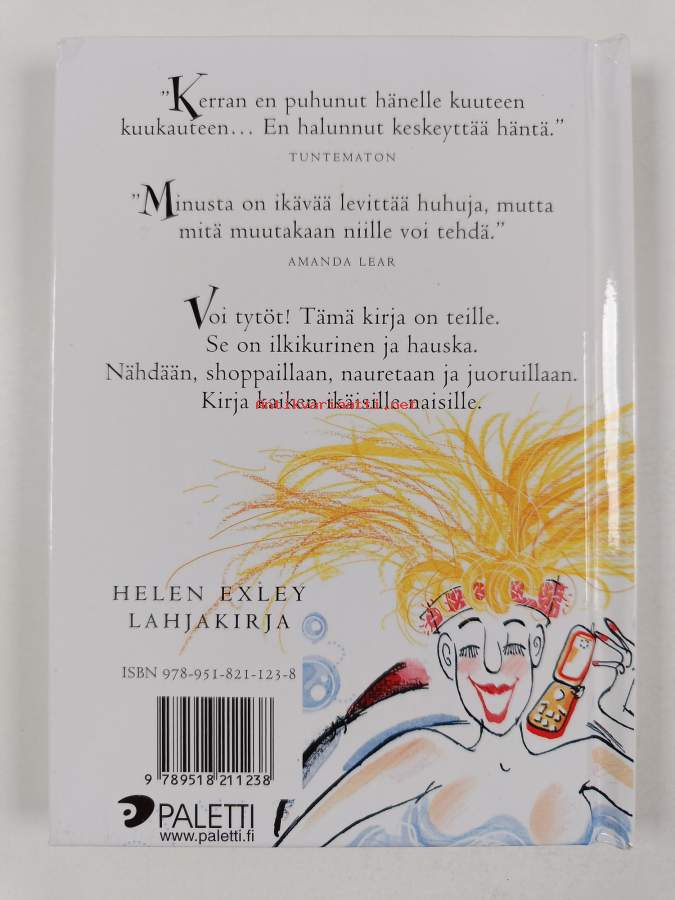 ”Kerran en puhunut hänelle kuuteen
kuukauteen... En halunnut keskeyttää häntä.”
TUNTEMATON
”Minusta on ikävää levittää huhuja, mutta
mitä muutakaan niille voi tehdä.”
AMANDA LEAR
Voi tytöt! Tämä kirja on teille.
Se on ilkikurinen ja hauska.
Nähdään, shoppaillaan, nauretaan ja juoruillaan.
Kirja kaiken ikäisille naisille.
antikvariaatti.net
HELEN EXLEY
LAHJAKIRJA
ISBN 978-951-821-123-8
9 789518 211238
PALETTI
www.paletti.fi